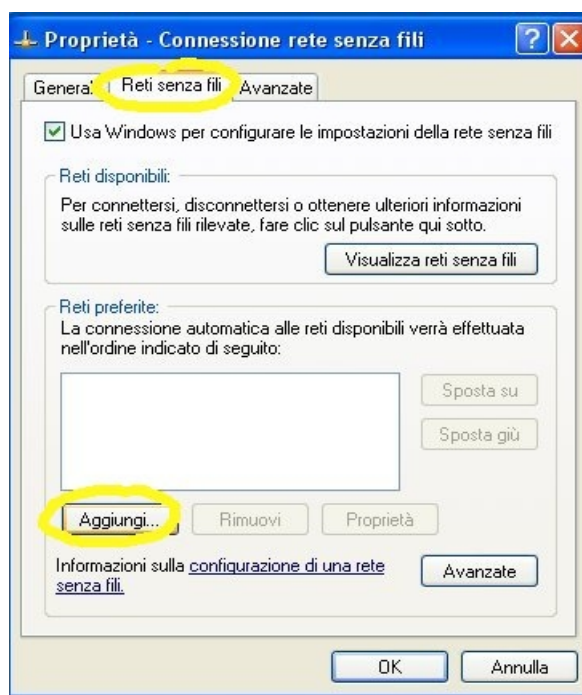 Proprietà - Connessione rete senza fili
Generali Reti senza fili Avanzate
Usa Windows per configurare le impostazioni della rete senza fili
Reti disponibili:
Per connettersi, disconnettersi o ottenere ulteriori informazioni
sulle reti senza fili rilevate, fare clic sul pulsante qui sotto.
Visualizza reti senza fili
Reti preferite:
La connessione automatica alle reti disponibili verrà effettuata
nell'ordine indicato di seguito:
Sposta su
Sposta giù
Aggiungi... Rimuovi Proprietà
Informazioni sulla configurazione di una rete
senza fili.
Avanzate
OK Annulla